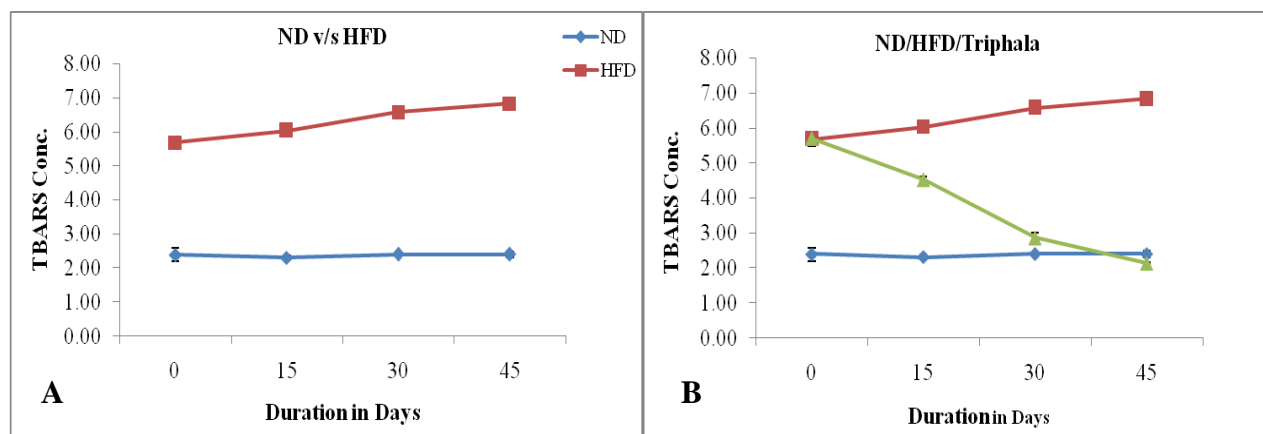 ND v/s HFD
ND
HFD
8.00
7.00
6.00
5.00
4.00
3.00
2.00
1.00
0.00
TBARS Conc.
0 15 30 45
Duration in Days
A
ND/HFD/Triphala
8.00
7.00
6.00
5.00
4.00
3.00
2.00
1.00
0.00
TBARS Conc.
0 15 30 45
Duration in Days
B